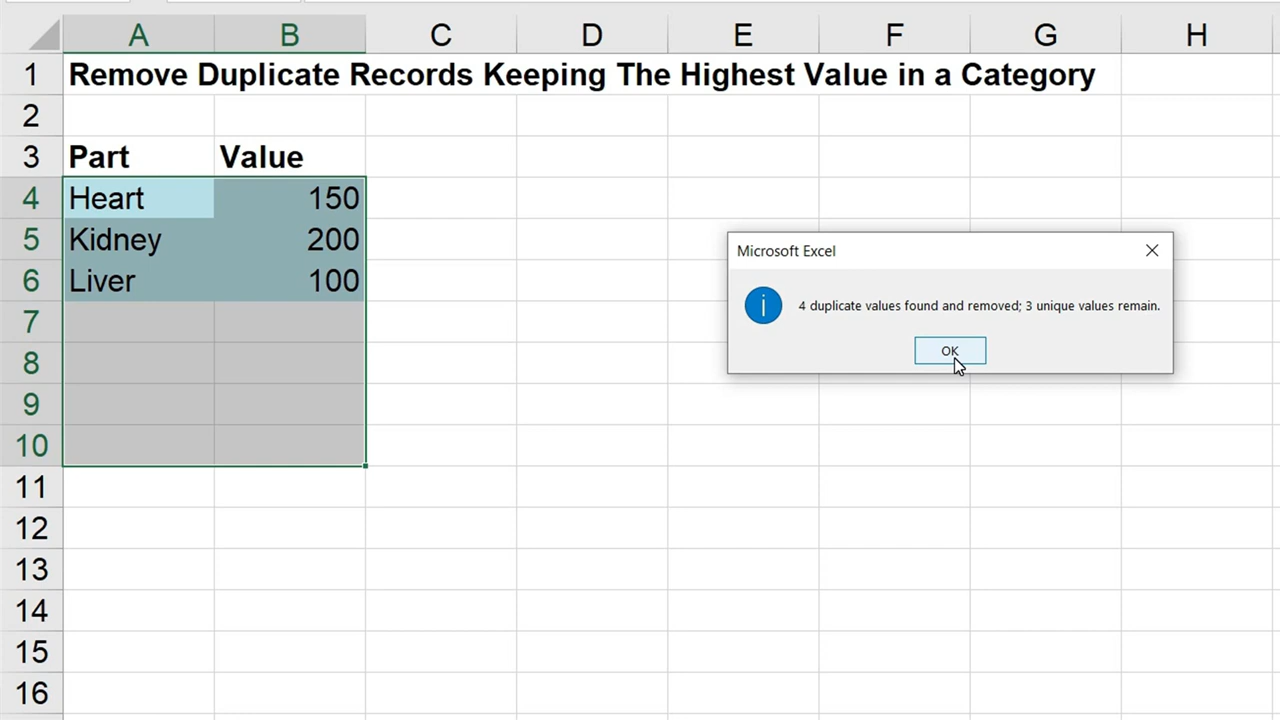 A B C D E F G H
1 Remove Duplicate Records Keeping The Highest Value in a Category
2
3 Part Value
4 Heart 150
5 Kidney 200
6 Liver 100
7
8
9
10
11
12
13
14
15
16
Microsoft Excel
4 duplicate values found and removed; 3 unique values remain.
OK